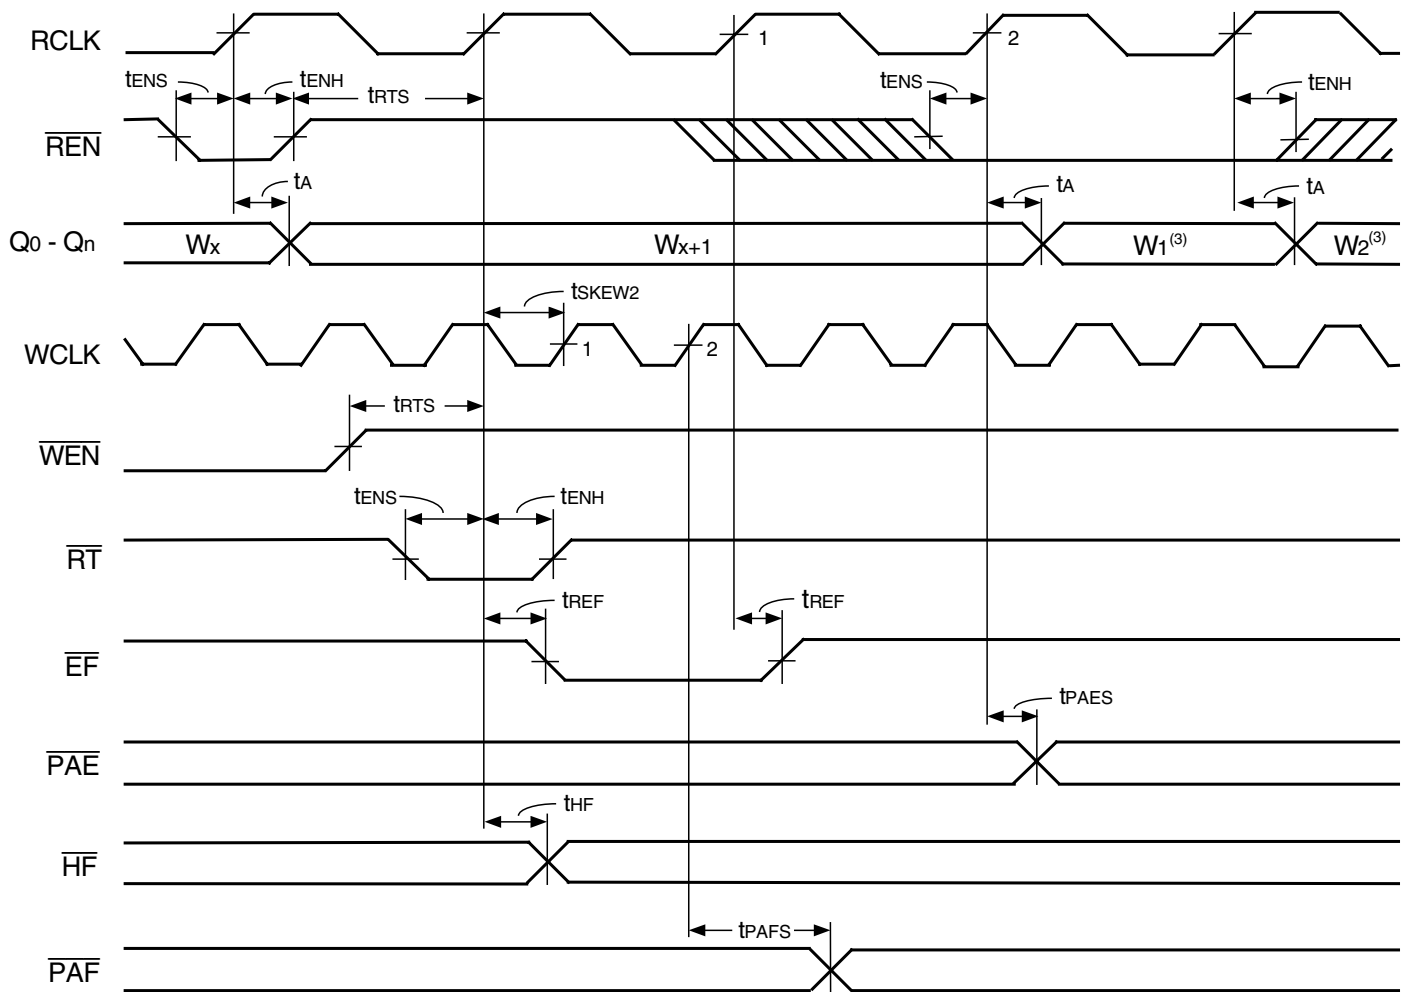 RCLK 1 2
tENS tENH tRTS tENS tENH
REN
tA tA tA
Q0 - Qn Wx Wx+1 W1(3) W2(3)
tSKEW2
WCLK 1 2
tRTS
WEN
tENS tENH
RT
tREF tREF
EF
tPAES
PAE
tHF
HF
tPAFS
PAF